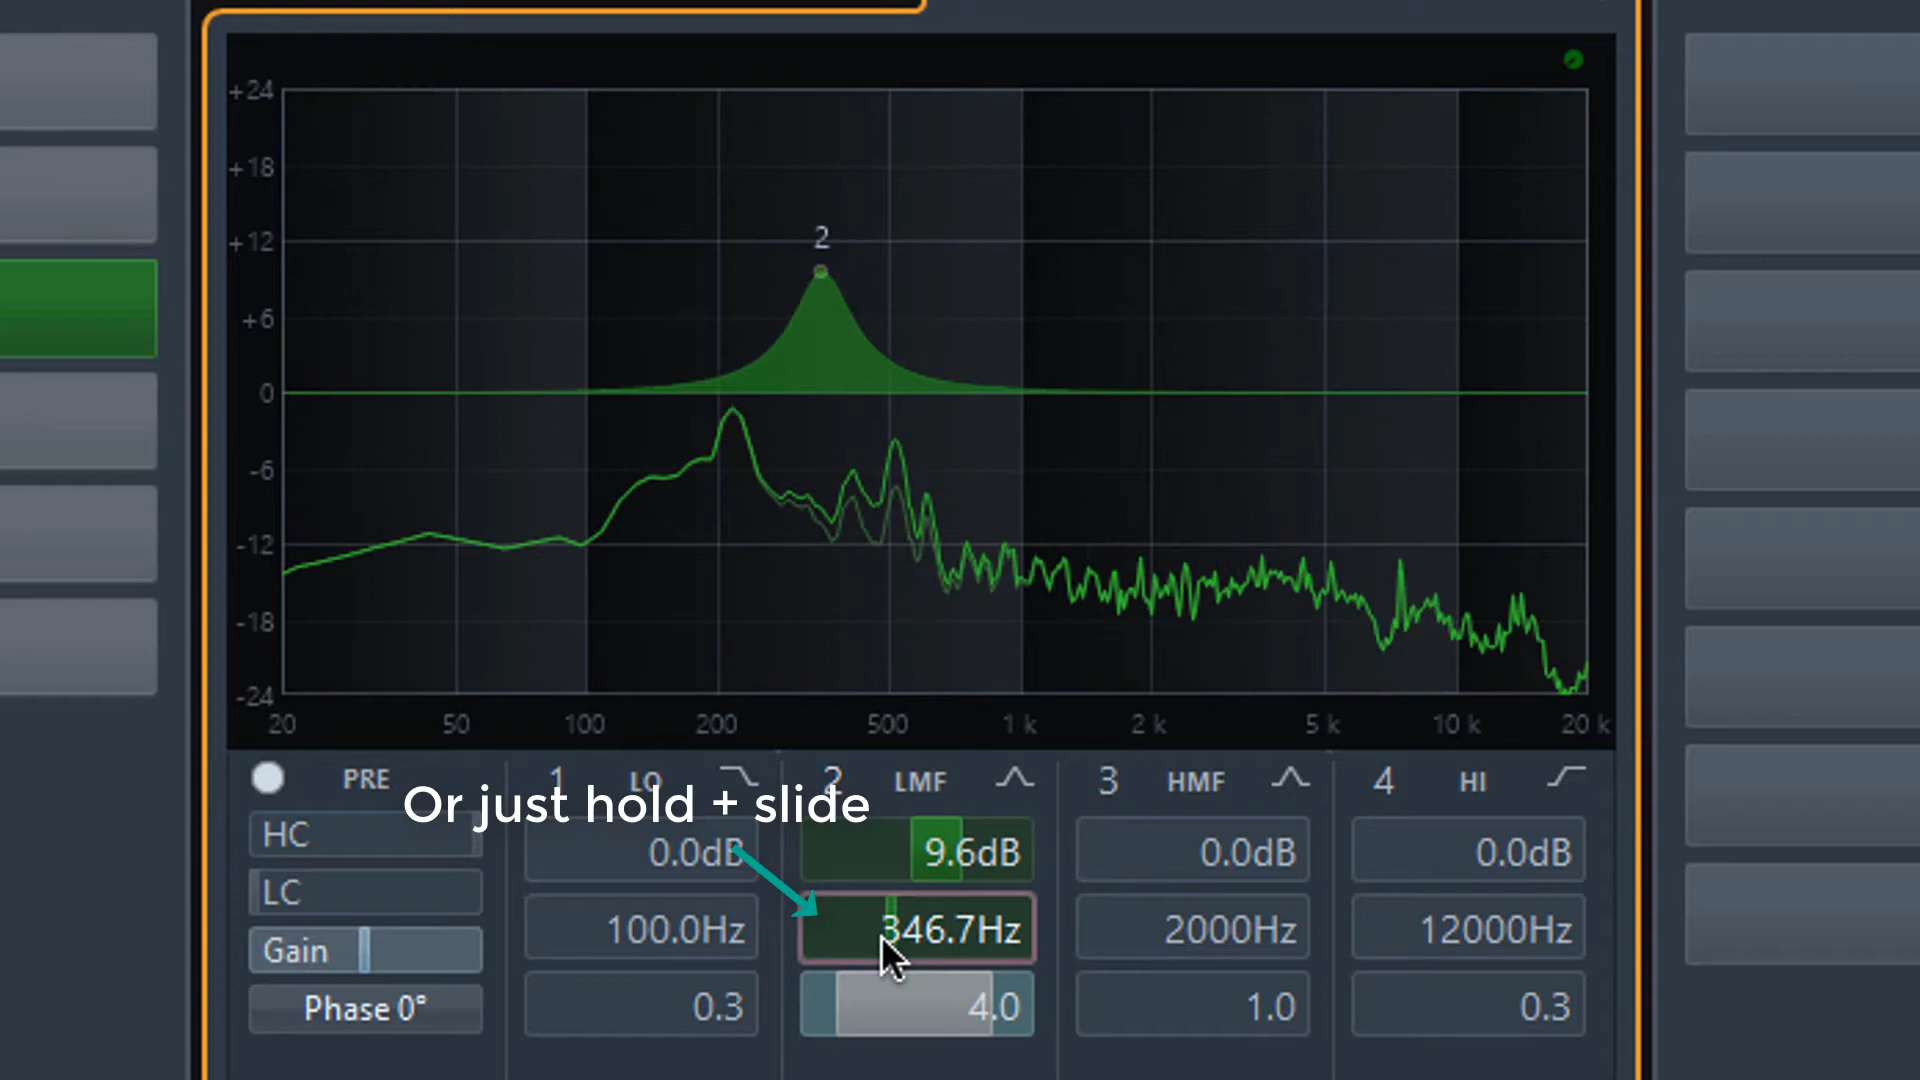 +24
+18
+12
+6
0
-6
-12
-18
-24
2
20 50 100 200 500 1 k 2 k 5 k 10 k 20 k
PRE 1 LO 2 LMF 3 HMF 4 HI
Or just hold + slide
HC 0.0dB 9.6dB 0.0dB 0.0dB
LC 100.0Hz 346.7Hz 2000Hz 12000Hz
Gain 0.3 4.0 1.0 0.3
Phase 0°